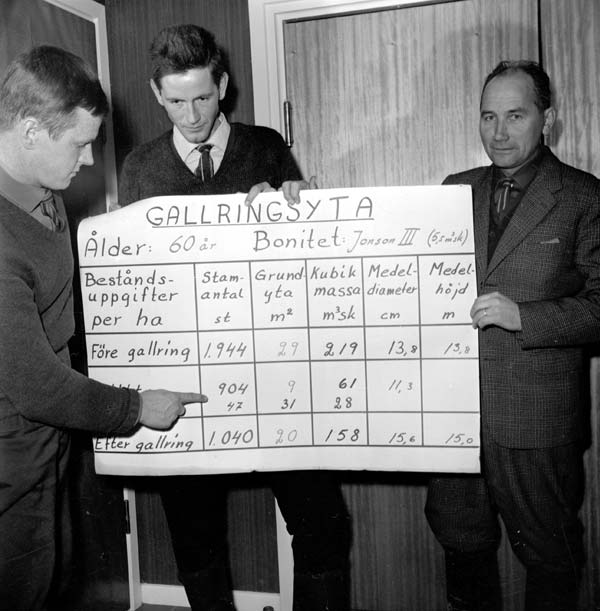 GALLRINGSYTA
Ålder: 60 år Bonitet: Jonson III (5,5 m³sk)
Bestånds-uppgifter per ha Stam-antal st Grund-yta m² Kubik massa m³sk Medel-diameter cm Medel-höjd m
Före gallring 1.944 29 219 13,8 13,8
904 9 61 11,3
47 31 28
Efter gallring 1.040 20 158 15,6 15,0